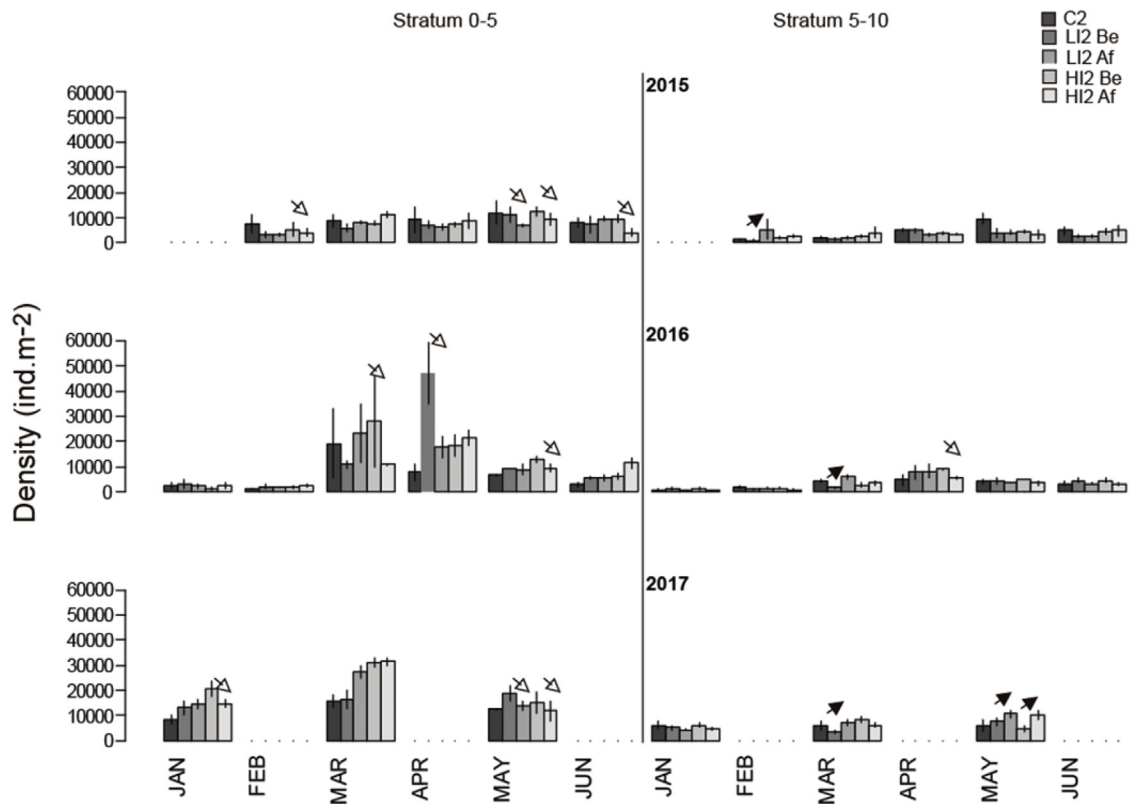 Stratum 0-5
Stratum 5-10
C2
LI2 Be
LI2 Af
HI2 Be
HI2 Af
2015
60000
50000
40000
30000
20000
10000
0
2016
60000
50000
40000
30000
20000
10000
0
2017
60000
50000
40000
30000
20000
10000
0
Density (ind.m-2)
JAN
FEB
MAR
APR
MAY
JUN
JAN
FEB
MAR
APR
MAY
JUN